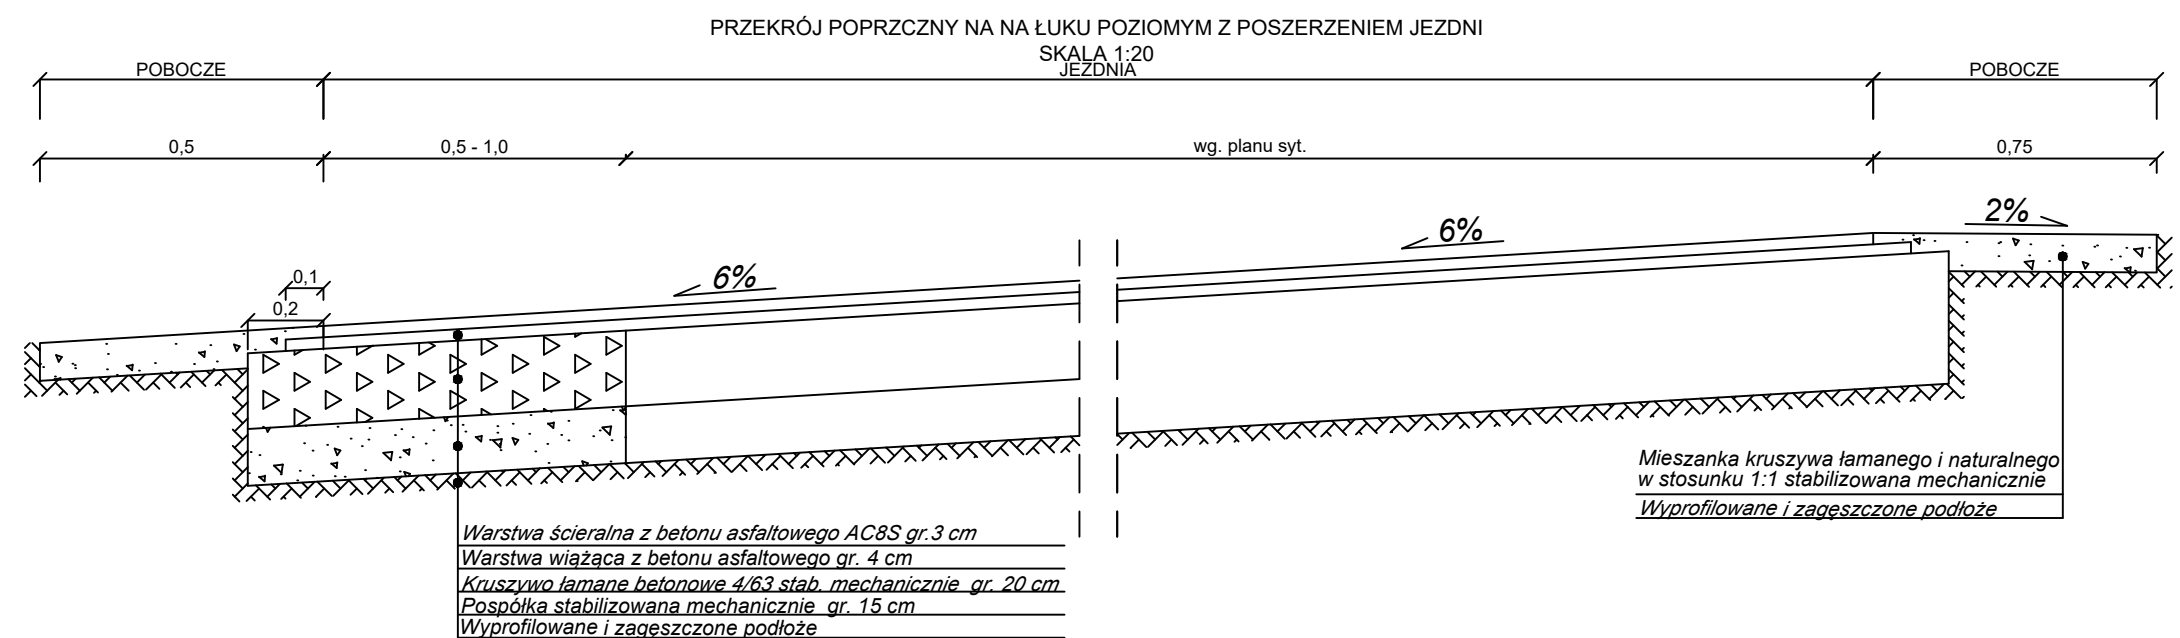 PRZEKRÓJ POPRZCZNY NA NA ŁUKU POZIOMYM Z POSZERZENIEM JEZDNI
SKALA 1:20
POBOCZE
JEZDNIA
POBOCZE
0,5
0,5 - 1,0
wg. planu syt.
0,75
2%
6%
6%
0,1
0,2
Mieszanka kruszywa łamanego i naturalnego
w stosunku 1:1 stabilizowana mechanicznie
Wyprofilowane i zagęszczone podłoże
Warstwa ścieralna z betonu asfaltowego AC8S gr.3 cm
Warstwa wiążąca z betonu asfaltowego gr. 4 cm
Kruszywo łamane betonowe 4/63 stab. mechanicznie gr. 20 cm
Pospółka stabilizowana mechanicznie gr. 15 cm
Wyprofilowane i zagęszczone podłoże